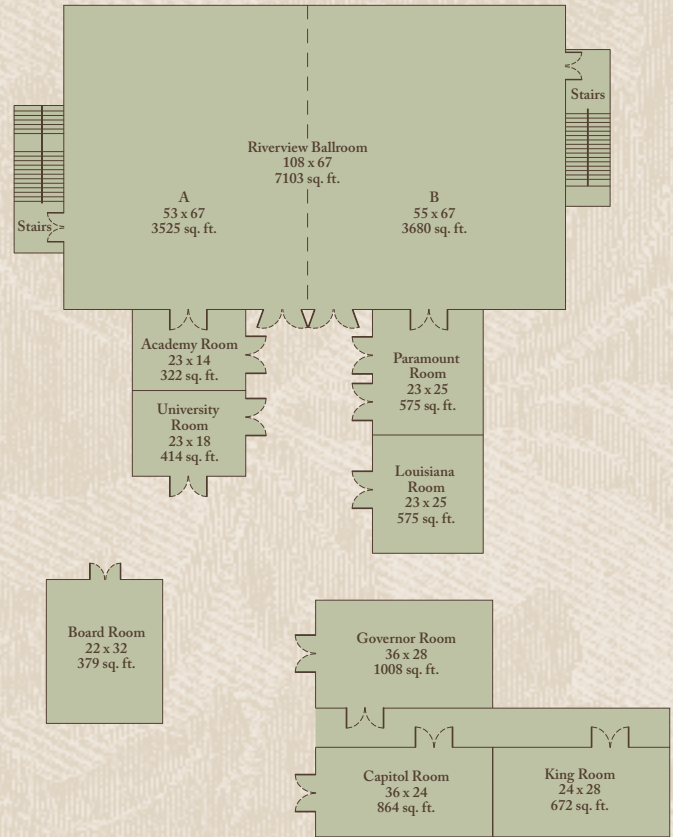 Stairs
Riverview Ballroom
108 x 67
7103 sq. ft.
A
53 x 67
3525 sq. ft.
B
55 x 67
3680 sq. ft.
Stairs
Academy Room
23 x 14
322 sq. ft.
Paramount
Room
23 x 25
575 sq. ft.
University
Room
23 x 18
414 sq. ft.
Louisiana
Room
23 x 25
575 sq. ft.
Board Room
22 x 32
379 sq. ft.
Governor Room
36 x 28
1008 sq. ft.
Capitol Room
36 x 24
864 sq. ft.
King Room
24 x 28
672 sq. ft.